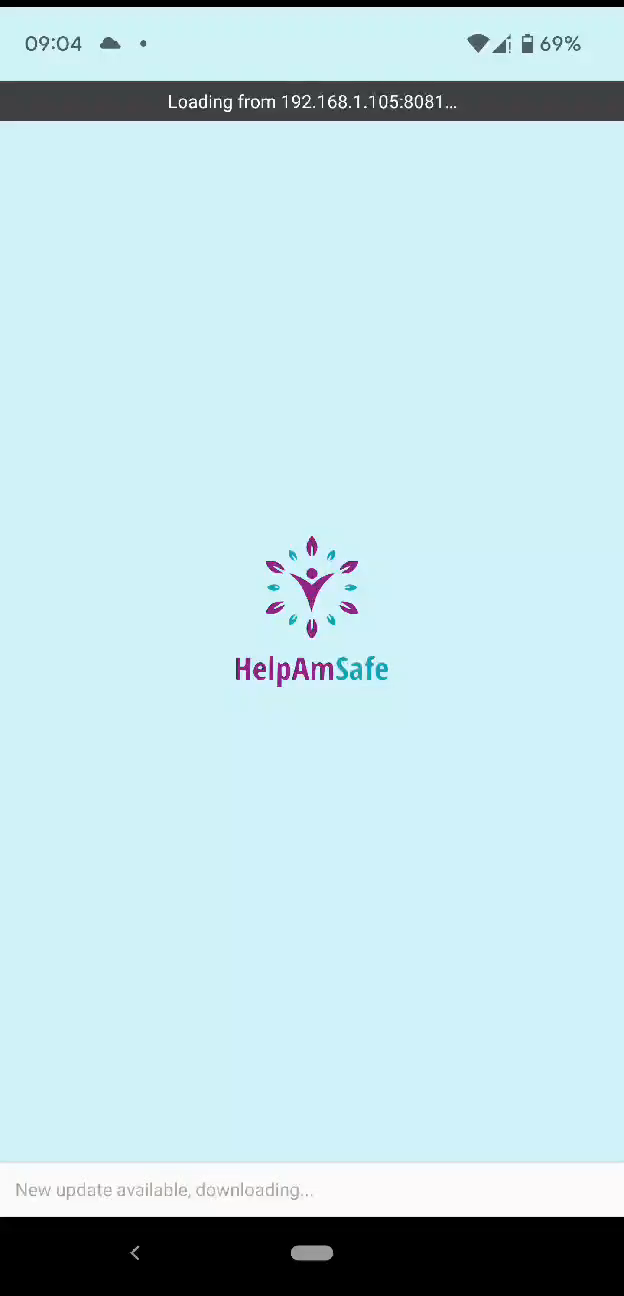 09:04
69%
Loading from 192.168.1.105:8081...
HelpAmSafe
New update available, downloading...